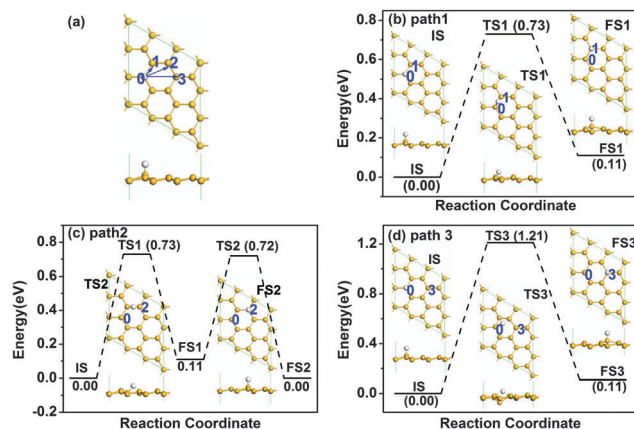 (a)
1 2
0 3
(b) path1
TS1 (0.73)
FS1
IS
1
0
TS1
1
0
1
0
IS
(0.00)
FS1
(0.11)
Energy(eV)
0.8
0.6
0.4
0.2
0.0
Reaction Coordinate
(c) path2
TS1 (0.73)
TS2 (0.72)
TS2
FS2
2
0
2
0
IS
0.00
FS1
0.11
FS2
0.00
Energy(eV)
0.8
0.6
0.4
0.2
0.0
-0.2
Reaction Coordinate
(d) path 3
TS3 (1.21)
FS3
IS
0 3
TS3
0 3
0 3
IS
(0.00)
FS3
(0.11)
Energy(eV)
1.2
0.8
0.4
0.0
Reaction Coordinate